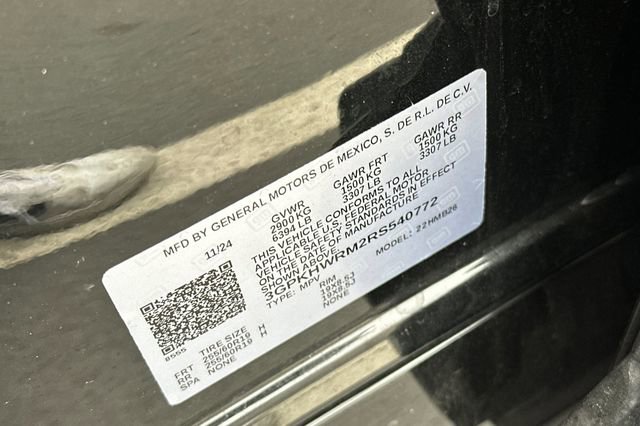 MFD BY GENERAL MOTORS DE MEXICO, S. DE R.L. DE C.V.
11/24
GVWR GAWR FRT GAWR RR
2900 KG 1500 KG 1500 KG
6394 LB 3307 LB 3307 LB
THIS VEHICLE CONFORMS TO ALL
APPLICABLE U.S. FEDERAL MOTOR
VEHICLE SAFETY STANDARDS IN EFFECT
ON THE DATE OF MANUFACTURE
SHOWN ABOVE.
3GPKHWRM2RS540772
TYPE: MPV MODEL: 22HMB26
8555
TIRE SIZE RIM
FRT 255/60R19 H 19X8.5J
RR 255/60R19 H 19X8.5J
SPA NONE NONE